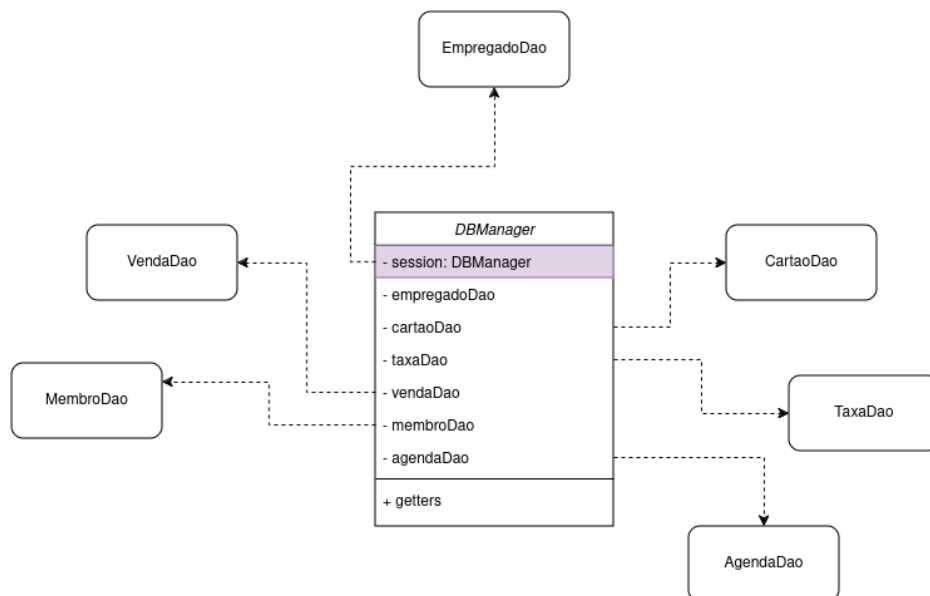 EmpregadoDao
DBManager
- session: DBManager
- empregadoDao
- cartaoDao
- taxaDao
- vendaDao
- membroDao
- agendaDao
+ getters
VendaDao
CartaoDao
MembroDao
TaxaDao
AgendaDao